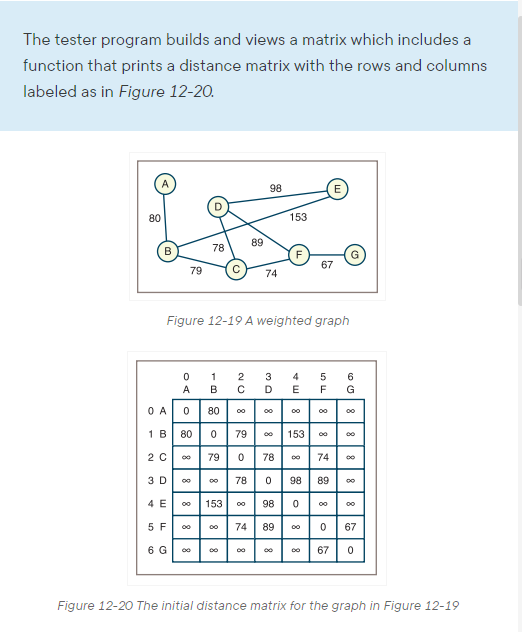 The tester program builds and views a matrix which includes a
function that prints a distance matrix with the rows and columns
labeled as in Figure 12-20.
A
E
98
D
80
153
B
78
89
F
G
79
C
74
67
Figure 12-19 A weighted graph
0 1 2 3 4 5 6
A B C D E F G
0 A 0 80 ∞ ∞ ∞ ∞ ∞
1 B 80 0 79 ∞ 153 ∞ ∞
2 C ∞ 79 0 78 ∞ 74 ∞
3 D ∞ ∞ 78 0 98 89 ∞
4 E ∞ 153 ∞ 98 0 ∞ ∞
5 F ∞ ∞ 74 89 ∞ 0 67
6 G ∞ ∞ ∞ ∞ ∞ 67 0
Figure 12-20 The initial distance matrix for the graph in Figure 12-19